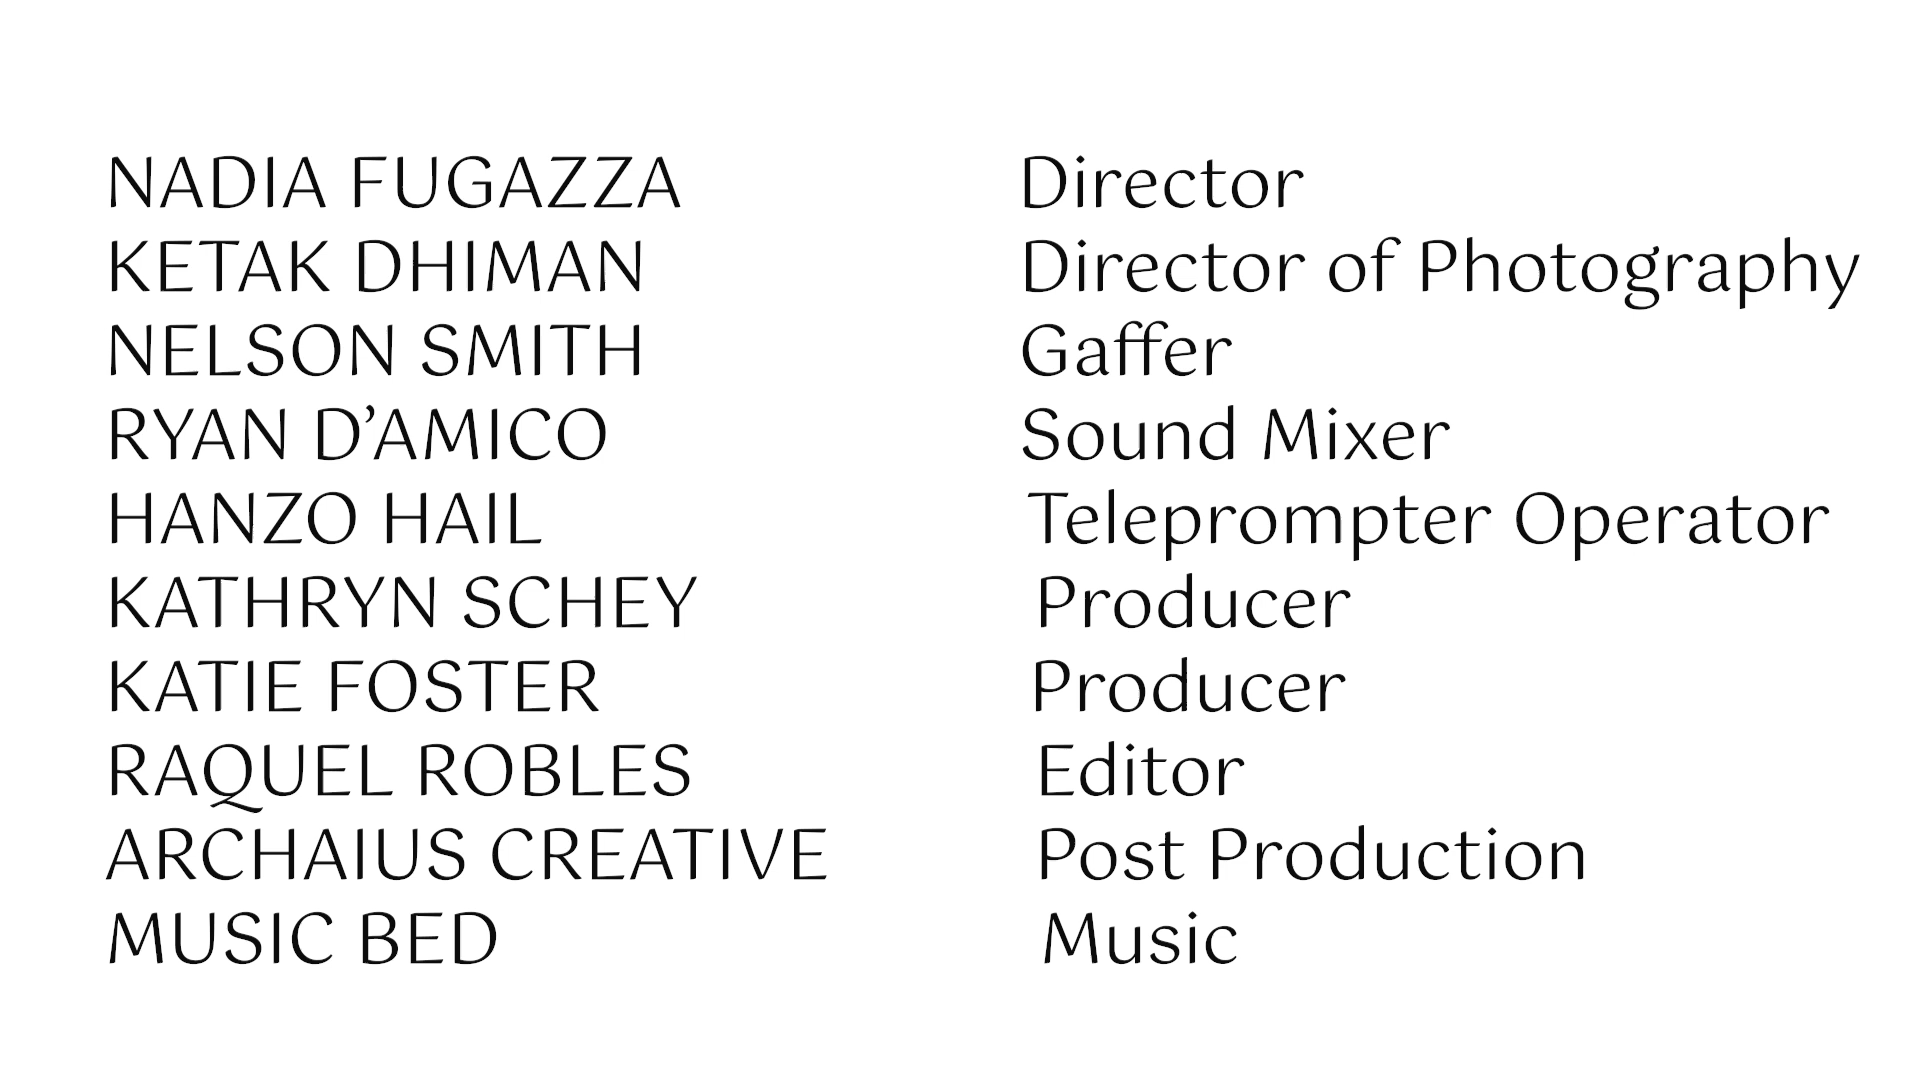 NADIA FUGAZZA Director
KETAK DHIMAN Director of Photography
NELSON SMITH Gaffer
RYAN D’AMICO Sound Mixer
HANZO HAIL Teleprompter Operator
KATHRYN SCHEY Producer
KATIE FOSTER Producer
RAQUEL ROBLES Editor
ARCHAIUS CREATIVE Post Production
MUSIC BED Music